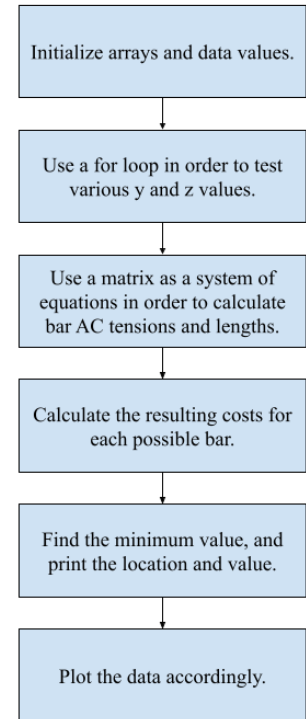 Initialize arrays and data values.
Use a for loop in order to test
various y and z values.
Use a matrix as a system of
equations in order to calculate
bar AC tensions and lengths.
Calculate the resulting costs for
each possible bar.
Find the minimum value, and
print the location and value.
Plot the data accordingly.